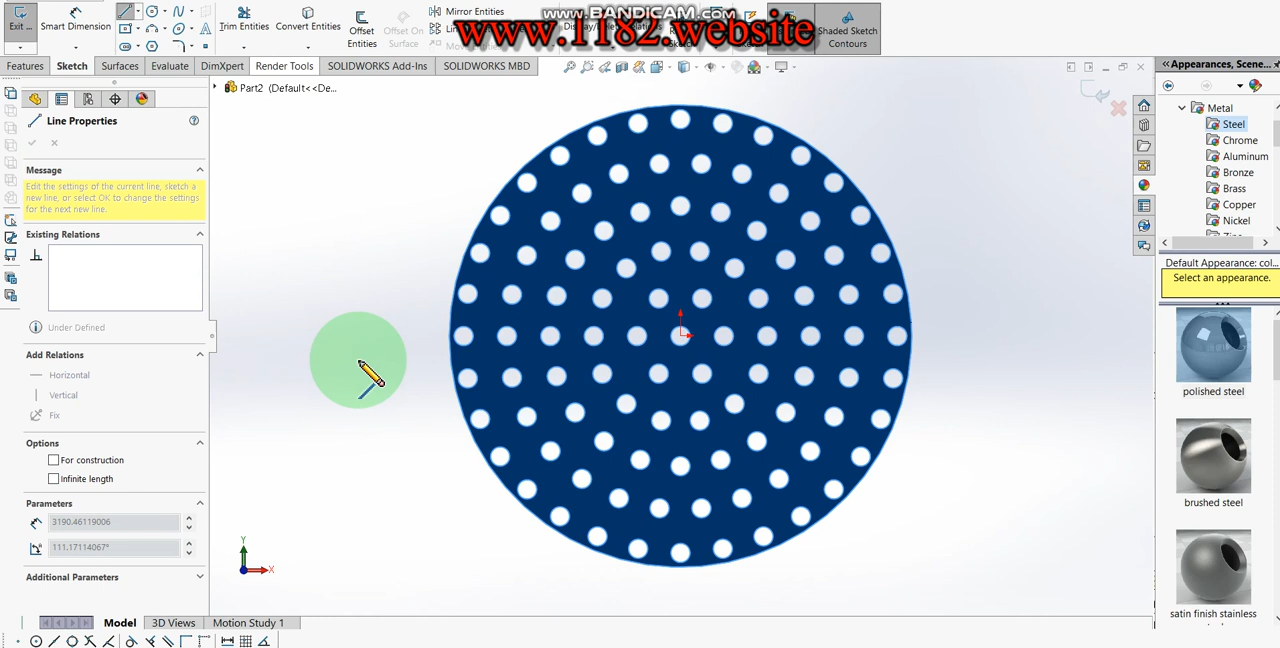 www.BANDICAM.com
www.1182.website
Exit ...
Smart Dimension
Trim Entities
Convert Entities
Offset Entities
Offset On Surface
Mirror Entities
Shaded Sketch Contours
Features
Sketch
Surfaces
Evaluate
DimXpert
Render Tools
SOLIDWORKS Add-Ins
SOLIDWORKS MBD
Part2 (Default<<De...
Line Properties
Message
Edit the settings of the current line, sketch a
new line, or select OK to change the settings
for the next new line.
Existing Relations
Under Defined
Add Relations
Horizontal
Vertical
Fix
Options
For construction
Infinite length
Parameters
3190.46119006
111.17114067°
Additional Parameters
Y
X
Model
3D Views
Motion Study 1
Appearances, Scene...
Metal
Steel
Chrome
Aluminum
Bronze
Brass
Copper
Nickel
Default Appearance: col...
Select an appearance.
polished steel
brushed steel
satin finish stainless